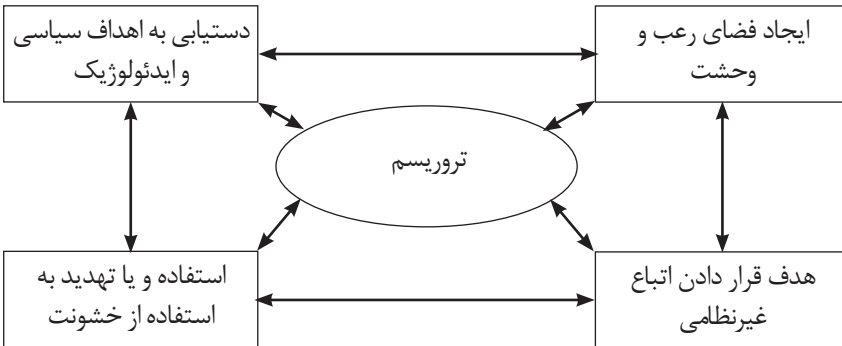 ایجاد فضای رعب و
وحشت
دستیابی به اهداف سیاسی
و ایدئولوژیک
تروریسم
هدف قرار دادن اتباع
غیرنظامی
استفاده و یا تهدید به
استفاده از خشونت